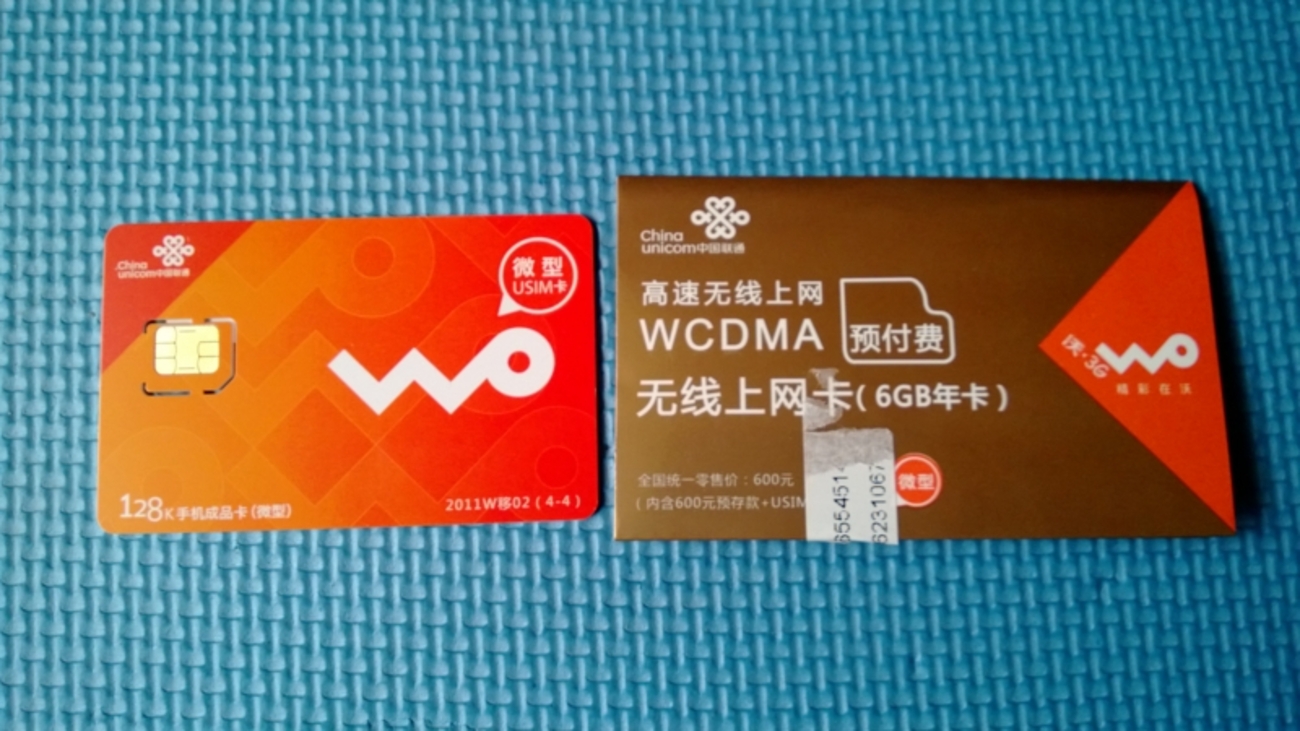 China
unicom中国联通
微型
USIM卡
128K手机成品卡(微型)
2011W移02(4-4)
China
unicom中国联通
高速无线上网
WCDMA
预付费
无线上网卡(6GB年卡)
沃·3G
精彩在沃
全国统一零售价：600元
(内含600元预存款+USIM
微型
6554514
6231067